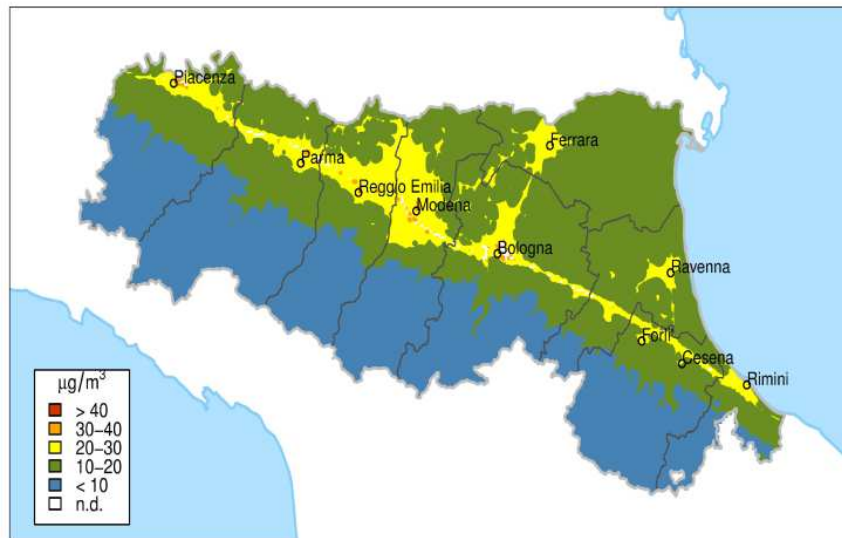 Piacenza
Parma
Reggio Emilia
Modena
Ferrara
Bologna
Ravenna
Forlì
Cesena
Rimini
µg/m³
> 40
30–40
20–30
10–20
< 10
n.d.